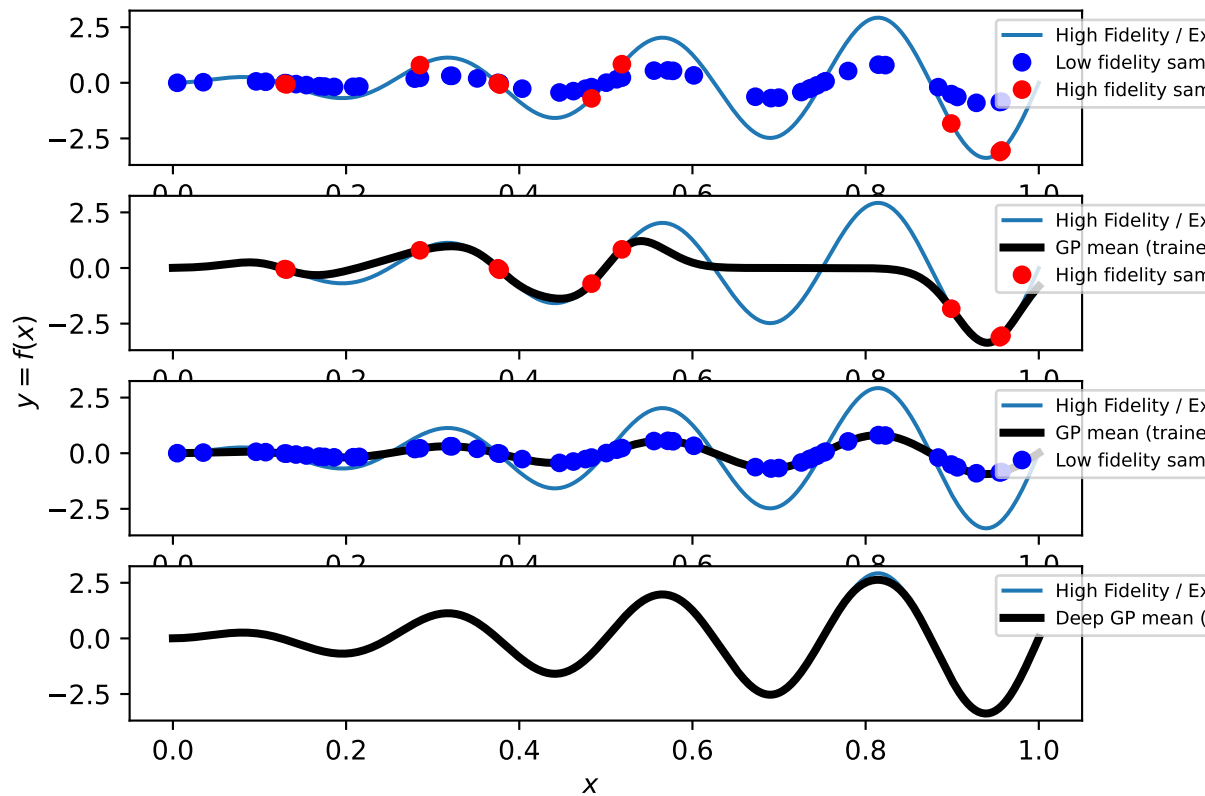 2.5
0.0
−2.5
High Fidelity / Ex
Low fidelity sam
High fidelity sam
0.0 0.2 0.4 0.6 0.8 1.0
2.5
0.0
−2.5
High Fidelity / Ex
GP mean (traine
High fidelity sam
0.0 0.2 0.4 0.6 0.8 1.0
y = f(x)
2.5
0.0
−2.5
High Fidelity / Ex
GP mean (traine
Low fidelity sam
0.0 0.2 0.4 0.6 0.8 1.0
2.5
0.0
−2.5
High Fidelity / Ex
Deep GP mean (
0.0 0.2 0.4 0.6 0.8 1.0
x